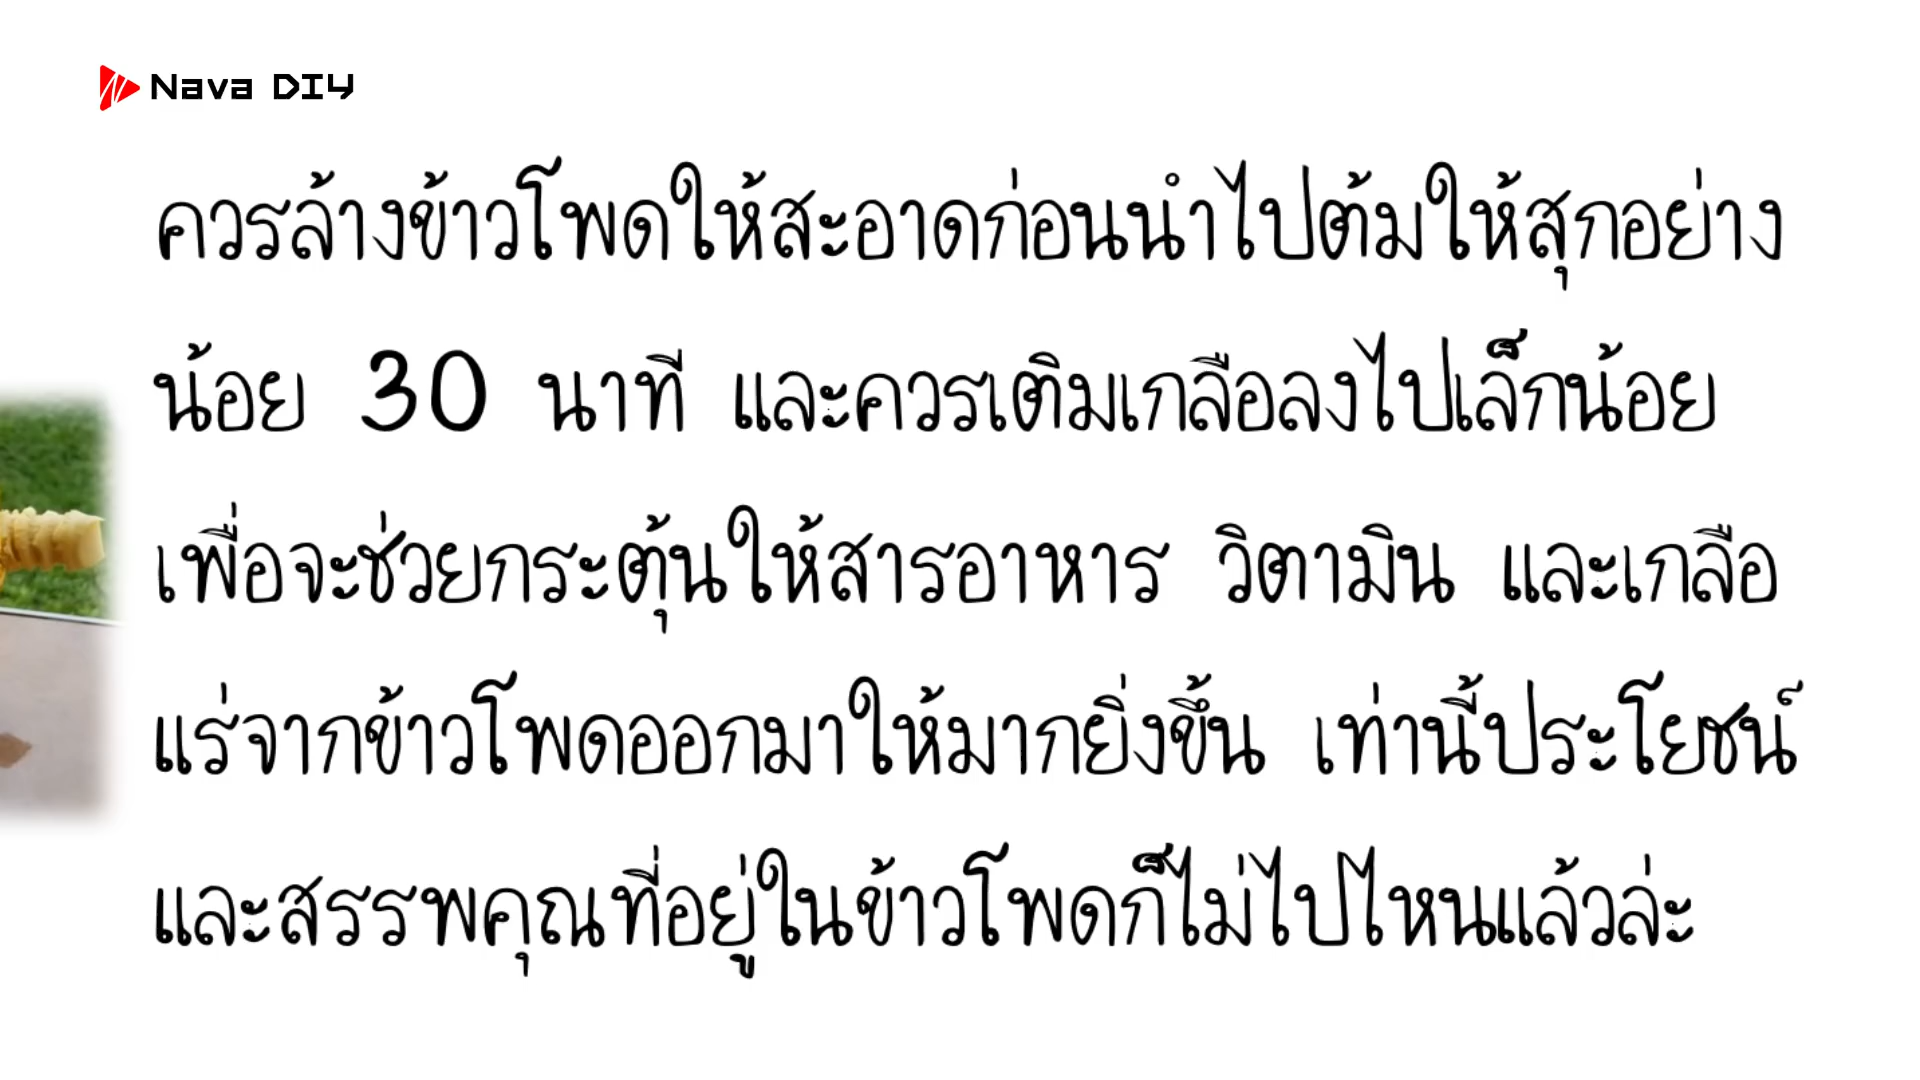 Nava DIY
ควรล้างข้าวโพดให้สะอาดก่อนนำไปต้มให้สุกอย่าง
น้อย 30 นาที และควรเติมเกลือลงไปเล็กน้อย
เพื่อจะช่วยกระตุ้นให้สารอาหาร วิตามิน และเกลือ
แร่จากข้าวโพดออกมาให้มากยิ่งขึ้น เท่านี้ประโยชน์
และสรรพคุณที่อยู่ในข้าวโพดก็ไม่ไปไหนแล้วล่ะ